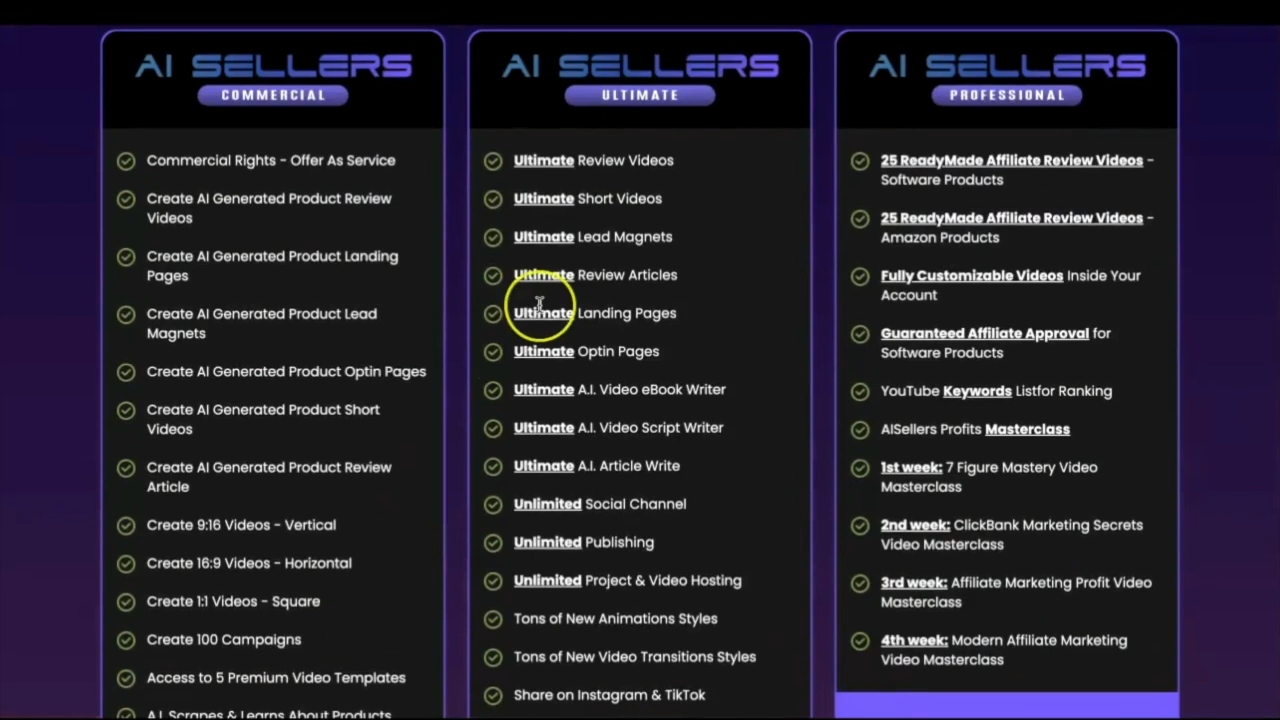 AI SELLERS
COMMERCIAL
Commercial Rights - Offer As Service
Create AI Generated Product Review
Videos
Create AI Generated Product Landing
Pages
Create AI Generated Product Lead
Magnets
Create AI Generated Product Optin Pages
Create AI Generated Product Short
Videos
Create AI Generated Product Review
Article
Create 9:16 Videos - Vertical
Create 16:9 Videos - Horizontal
Create 1:1 Videos - Square
Create 100 Campaigns
Access to 5 Premium Video Templates
A.I. Scrapes & Learns About Products
AI SELLERS
ULTIMATE
Ultimate Review Videos
Ultimate Short Videos
Ultimate Lead Magnets
Ultimate Review Articles
Ultimate Landing Pages
Ultimate Optin Pages
Ultimate A.I. Video eBook Writer
Ultimate A.I. Video Script Writer
Ultimate A.I. Article Write
Unlimited Social Channel
Unlimited Publishing
Unlimited Project & Video Hosting
Tons of New Animations Styles
Tons of New Video Transitions Styles
Share on Instagram & TikTok
AI SELLERS
PROFESSIONAL
25 ReadyMade Affiliate Review Videos -
Software Products
25 ReadyMade Affiliate Review Videos -
Amazon Products
Fully Customizable Videos Inside Your
Account
Guaranteed Affiliate Approval for
Software Products
YouTube Keywords Listfor Ranking
AISellers Profits Masterclass
1st week: 7 Figure Mastery Video
Masterclass
2nd week: ClickBank Marketing Secrets
Video Masterclass
3rd week: Affiliate Marketing Profit Video
Masterclass
4th week: Modern Affiliate Marketing
Video Masterclass